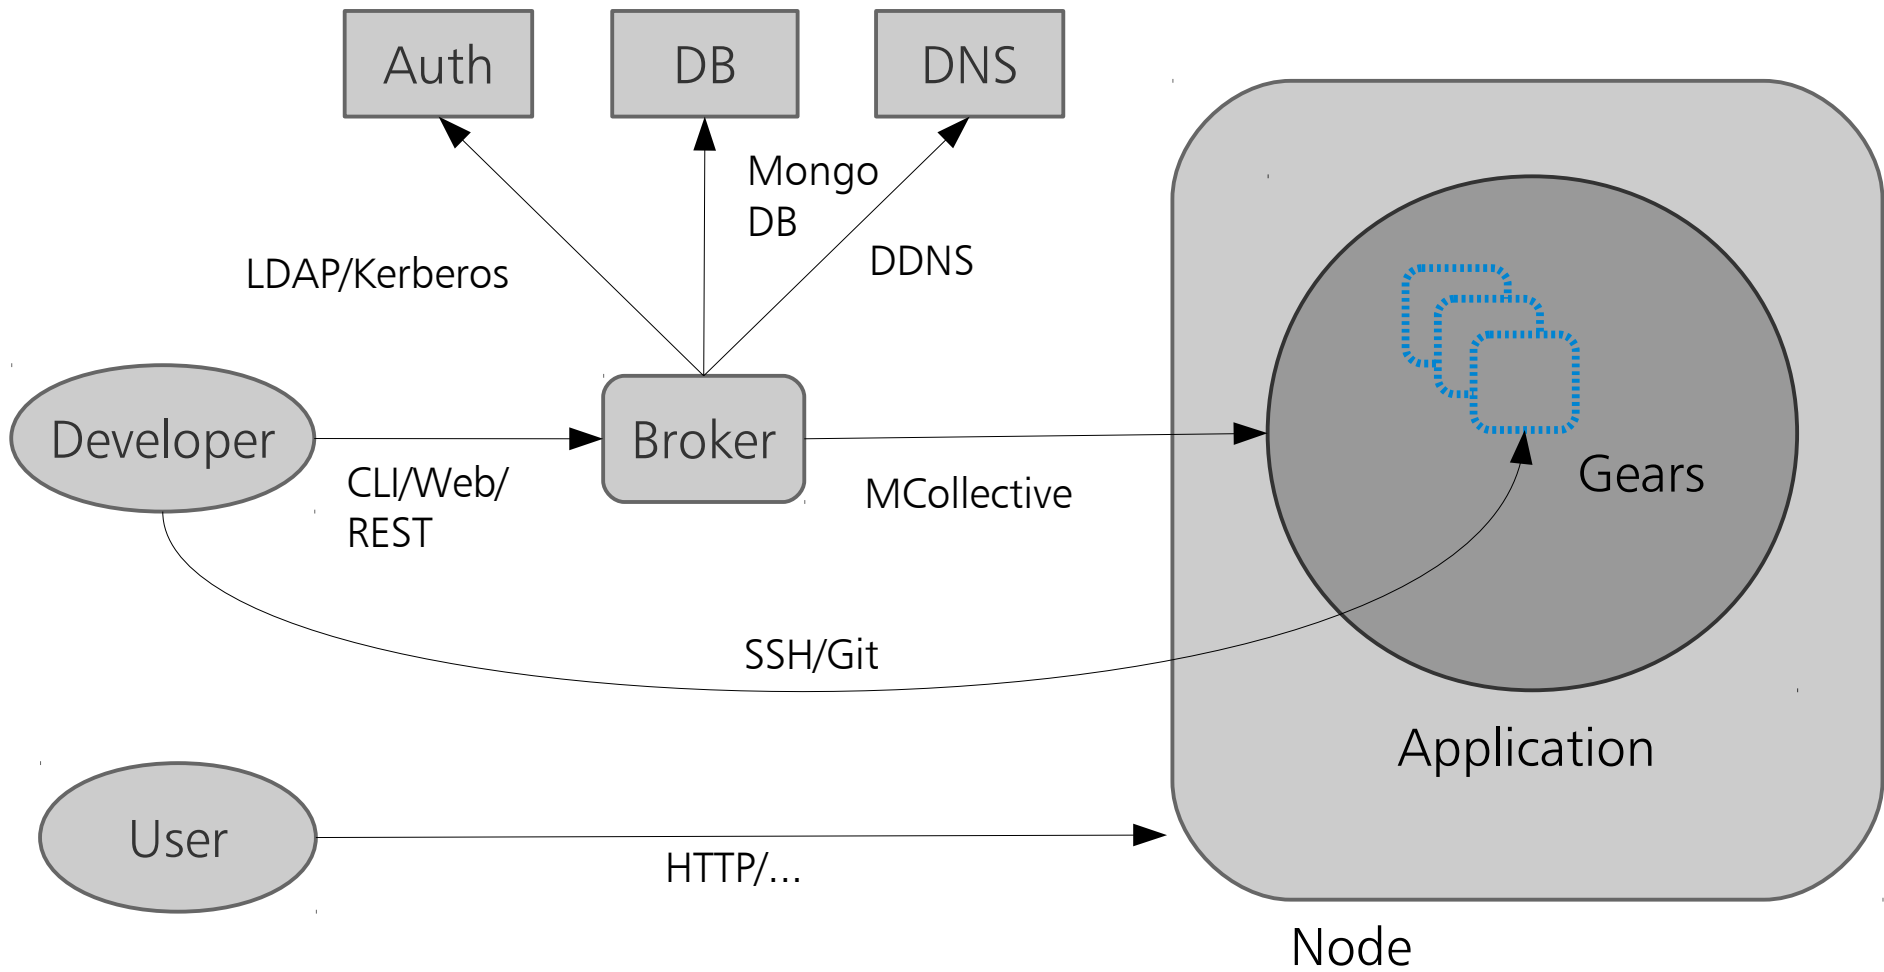 Auth
DB
DNS
Mongo
DB
DDNS
LDAP/Kerberos
Developer
Broker
CLI/Web/
REST
MCollective
Gears
SSH/Git
Application
User
HTTP/...
Node